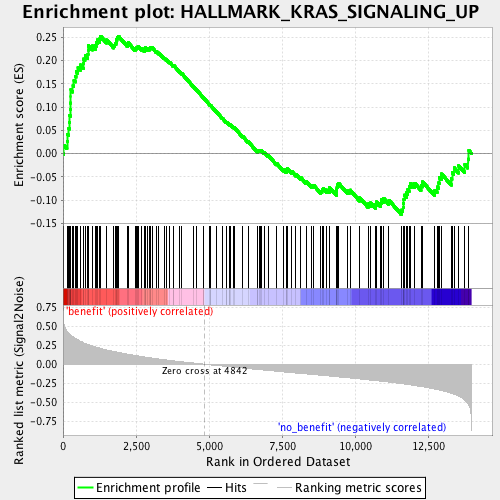 Enrichment plot: HALLMARK_KRAS_SIGNALING_UP
Enrichment score (ES)
0.25
0.20
0.15
0.10
0.05
0.00
-0.05
-0.10
-0.15
Ranked list metric (Signal2Noise)
0.75
0.50
0.25
0.00
-0.25
-0.50
-0.75
'benefit' (positively correlated)
Zero cross at 4842
'no_benefit' (negatively correlated)
0
2,500
5,000
7,500
10,000
12,500
Rank in Ordered Dataset
Enrichment profile
Hits
Ranking metric scores